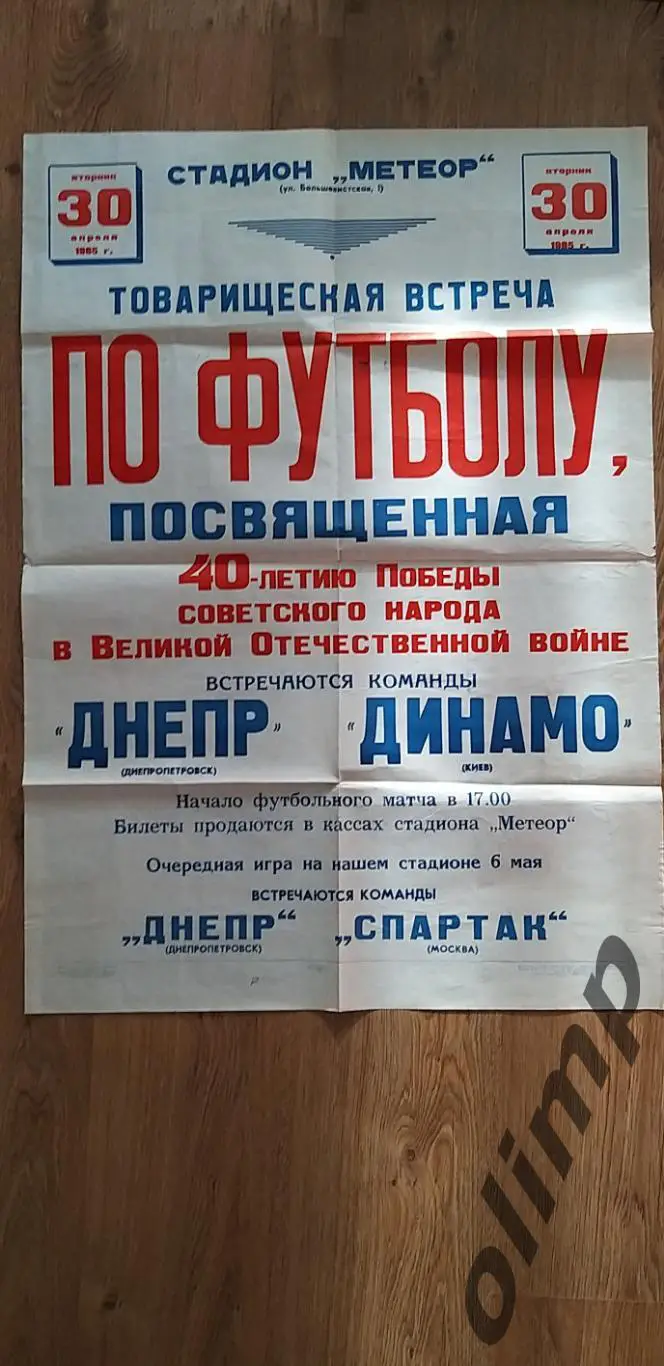 вторник
30
апреля
1985 г.
СТАДИОН „МЕТЕОР“
(ул. Большевистская, 1)
вторник
30
апреля
1985 г.
ТОВАРИЩЕСКАЯ ВСТРЕЧА
ПО ФУТБОЛУ,
ПОСВЯЩЕННАЯ
40-ЛЕТИЮ ПОБЕДЫ
СОВЕТСКОГО НАРОДА
В ВЕЛИКОЙ ОТЕЧЕСТВЕННОЙ ВОЙНЕ
ВСТРЕЧАЮТСЯ КОМАНДЫ
"ДНЕПР" "ДИНАМО"
(ДНЕПРОПЕТРОВСК) (КИЕВ)
Начало футбольного матча в 17.00
Билеты продаются в кассах стадиона „Метеор“
Очередная игра на нашем стадионе 6 мая
ВСТРЕЧАЮТСЯ КОМАНДЫ
„ДНЕПР“ „СПАРТАК“
(ДНЕПРОПЕТРОВСК) (МОСКВА)
olimp